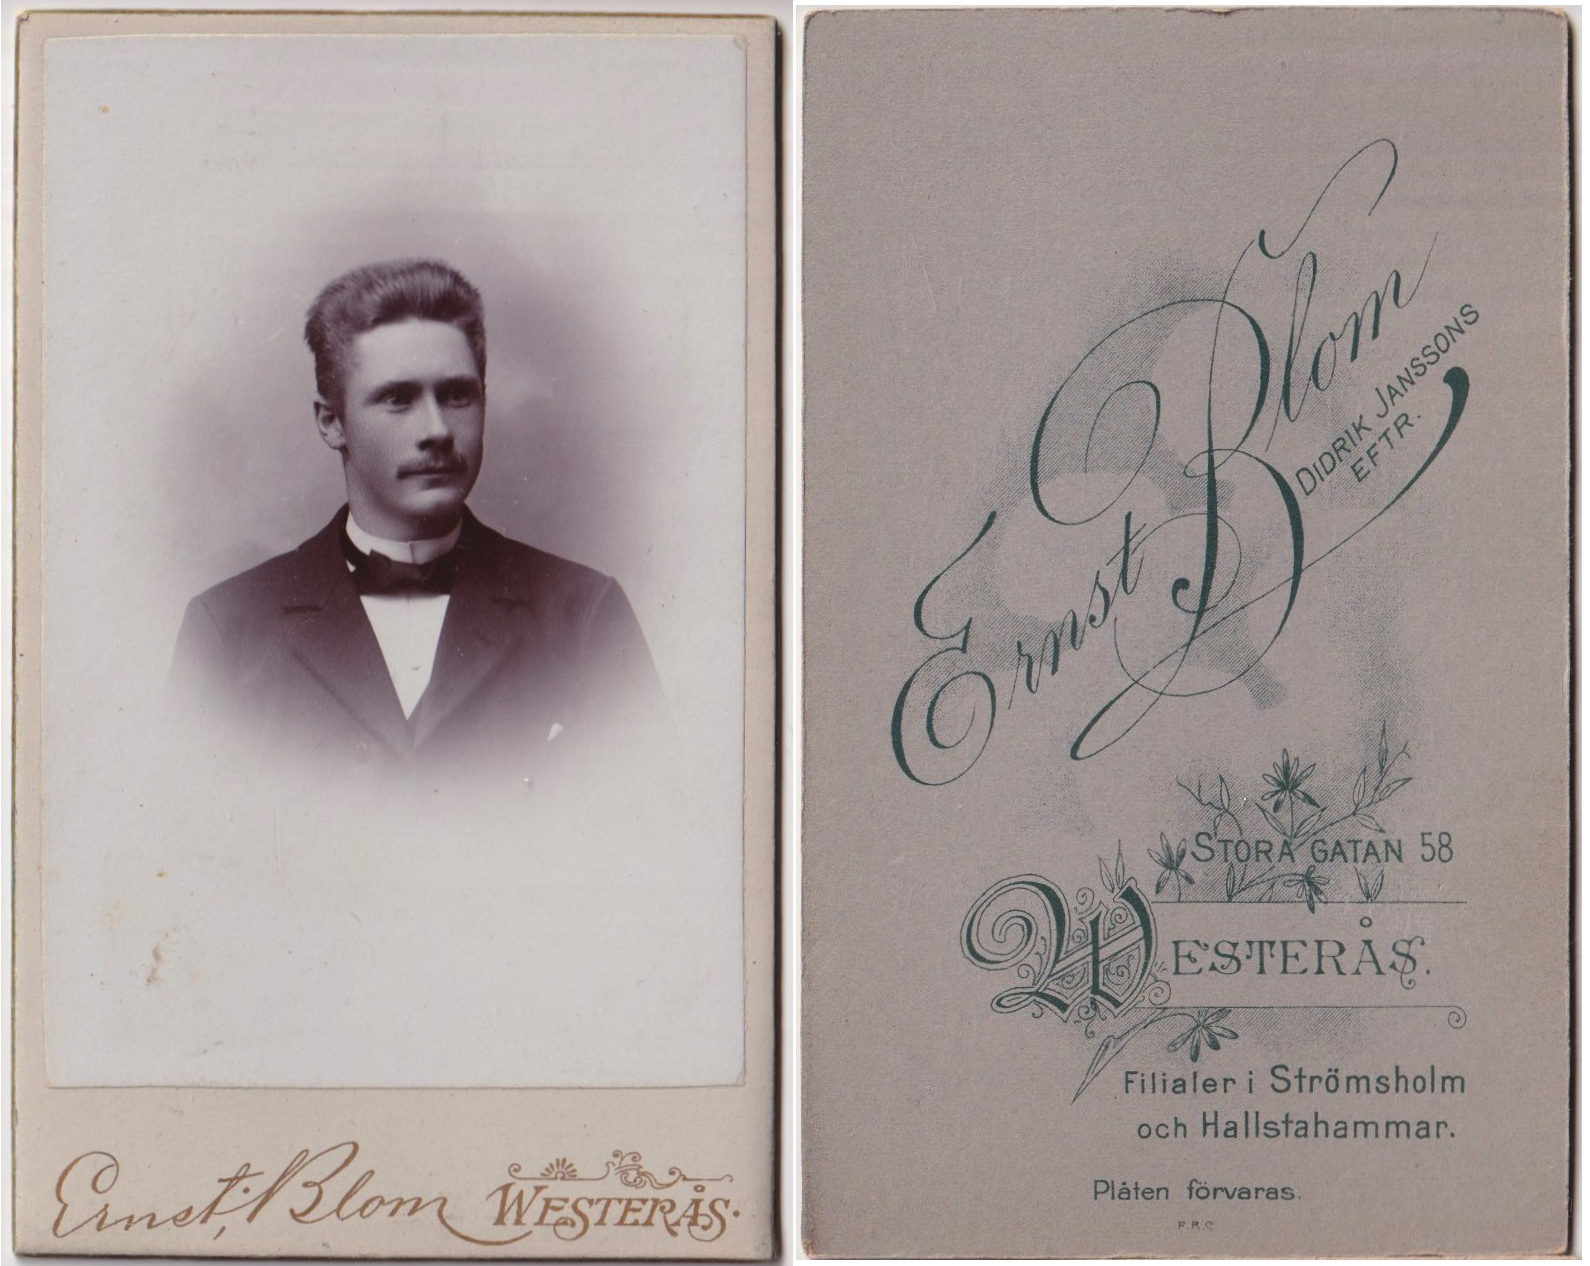 Ernst Blom WESTERÅS.
Ernst Blom
DIDRIK JANSSONS
EFTR.
STORA GATAN 58
WESTERÅS.
Filialer i Strömsholm
och Hallstahammar.
Plåten förvaras.
F.R.C